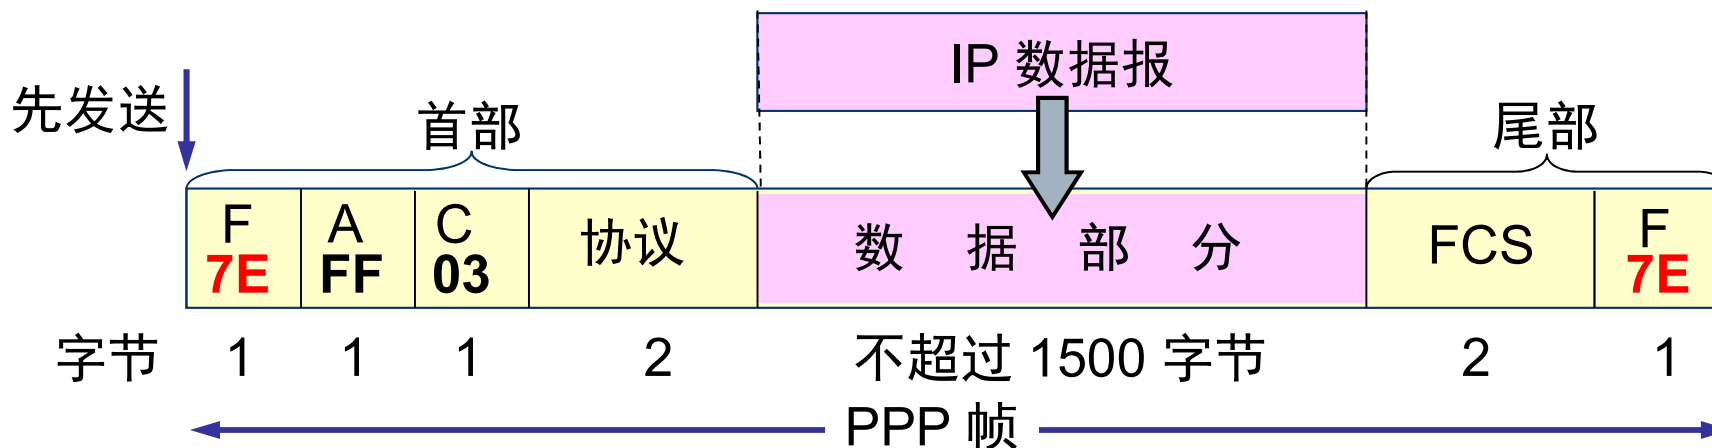 IP 数据报
先发送
首部
尾部
F A C 协议 数 据 部 分 FCS F
7E FF 03 7E
字节 1 1 1 2 不超过 1500 字节 2 1
PPP 帧